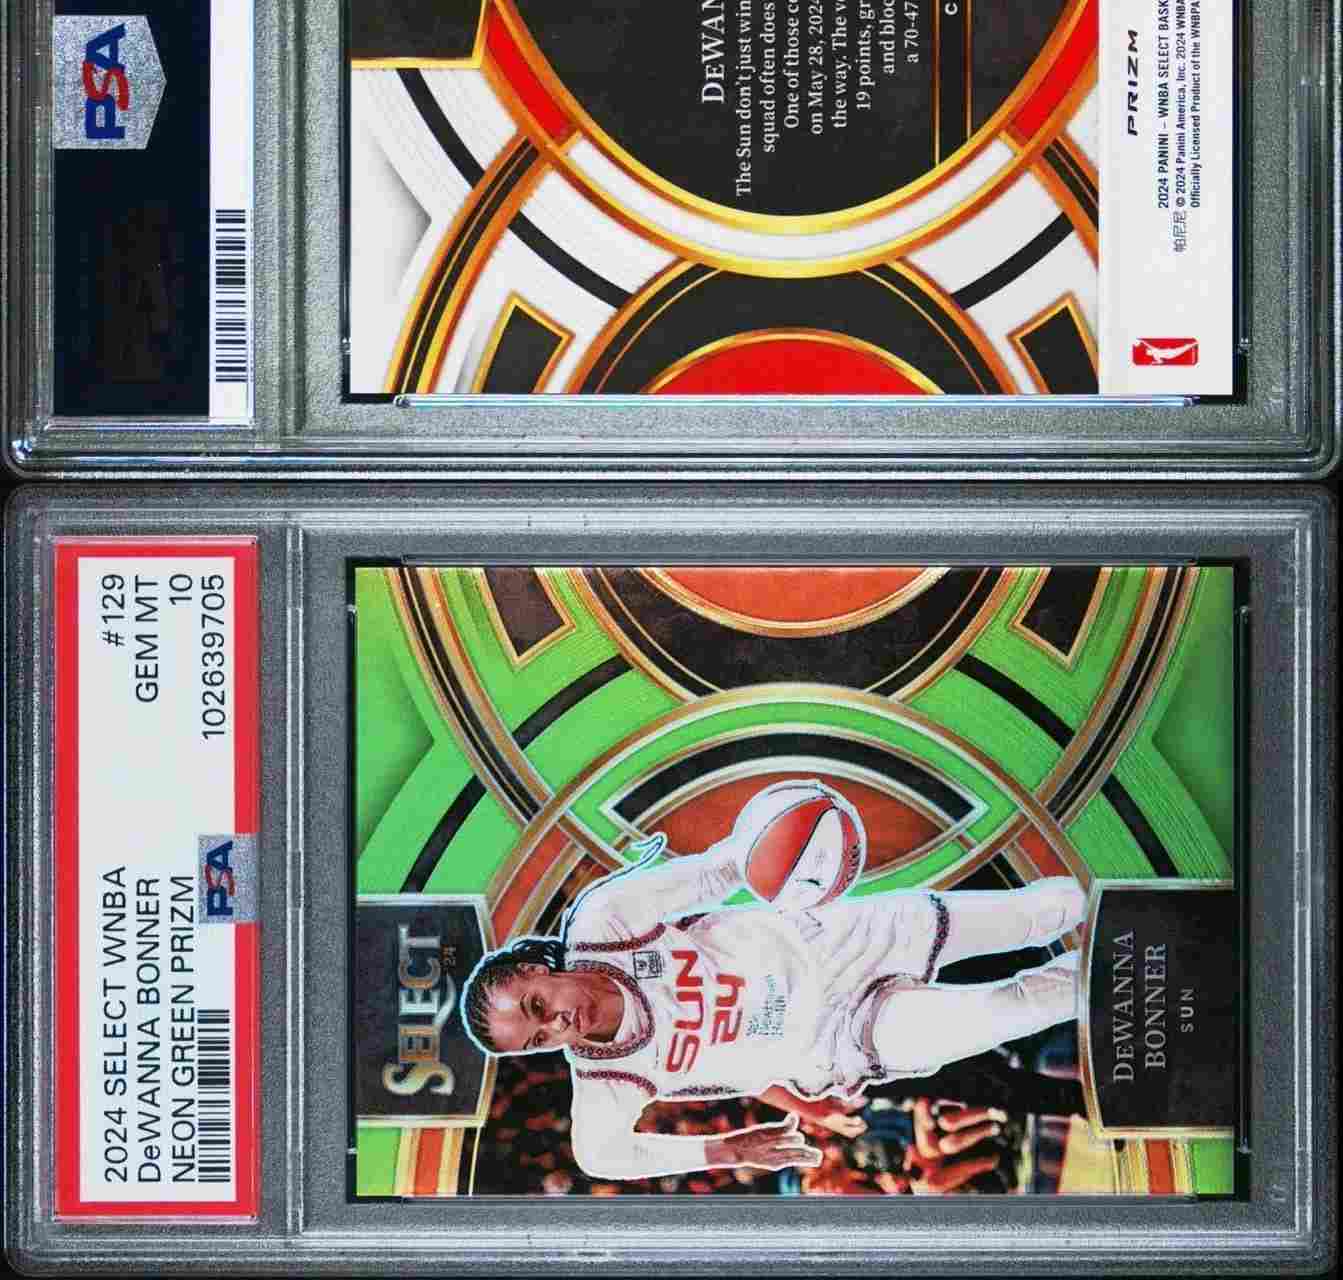 PSA
DEWAN
The Sun don't just win
squad often does
One of those c
on May 28, 2024
the way. The v
19 points, gr
and bloc
a 70-47
C
PRIZM
2024 PANINI – WNBA SELECT BASK
帕尼尼 © 2024 Panini America, Inc. 2024 WNBA
Officially Licensed Product of the WNBPA
2024 SELECT WNBA #129
DeWANNA BONNER GEM MT
NEON GREEN PRIZM 10
102639705
PSA
SELECT
24
SUN
24
DEWANNA
BONNER
SUN